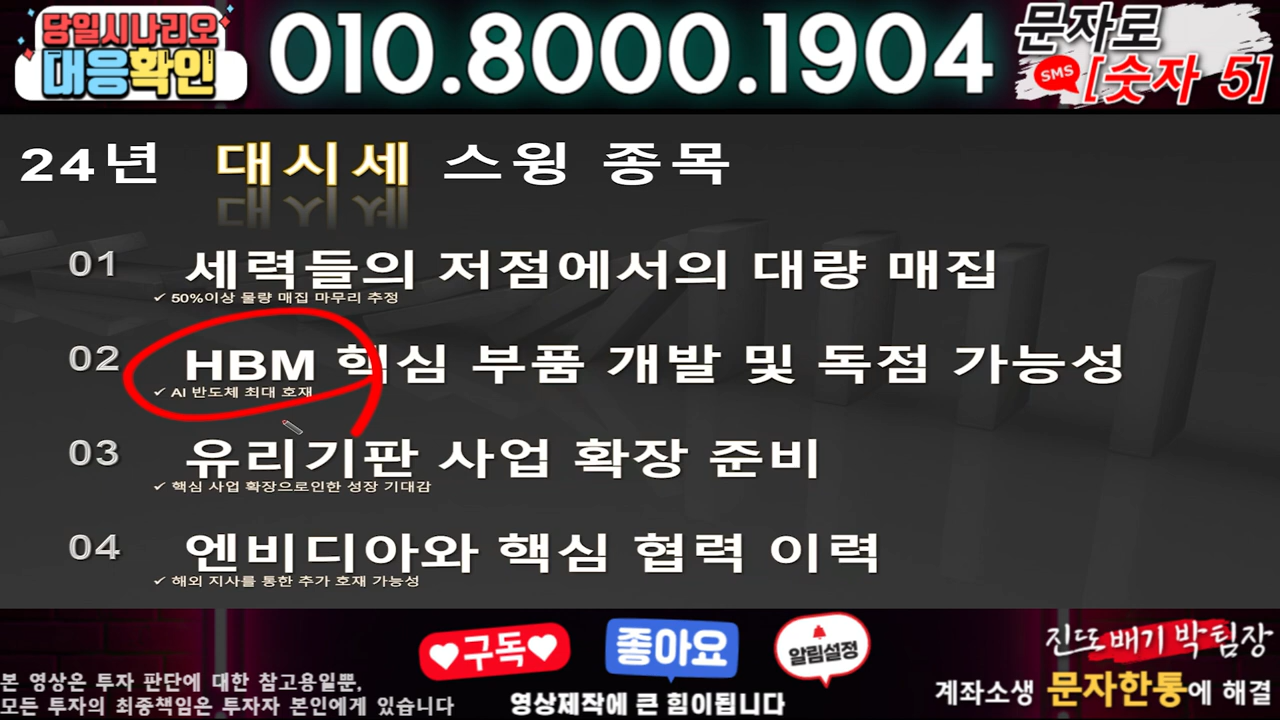 당일시나리오
대응확인
010.8000.1904
문자로
SMS
[숫자 5]
24년 대시세 스윙 종목
01 세력들의 저점에서의 대량 매집
✓ 50%이상 물량 매집 마무리 추정
02 HBM 핵심 부품 개발 및 독점 가능성
✓ AI 반도체 최대 호재
03 유리기판 사업 확장 준비
✓ 핵심 사업 확장으로인한 성장 기대감
04 엔비디아와 핵심 협력 이력
✓ 해외 지사를 통한 추가 호재 가능성
구독
좋아요
알림설정
영상제작에 큰 힘이됩니다
본 영상은 투자 판단에 대한 참고용일뿐,
모든 투자의 최종책임은 투자자 본인에게 있습니다
진또배기 박팀장
계좌소생 문자한통에 해결